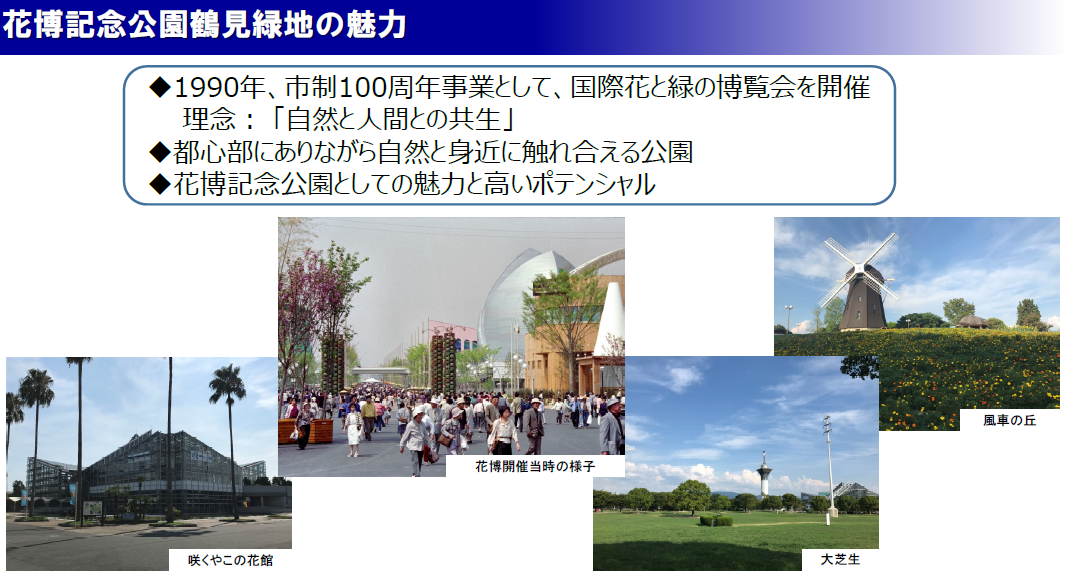 花博記念公園鶴見緑地の魅力
◆1990年、市制100周年事業として、国際花と緑の博覧会を開催
理念：「自然と人間との共生」
◆都心部にありながら自然と身近に触れ合える公園
◆花博記念公園としての魅力と高いポテンシャル
風車の丘
花博開催当時の様子
咲くやこの花館
大芝生